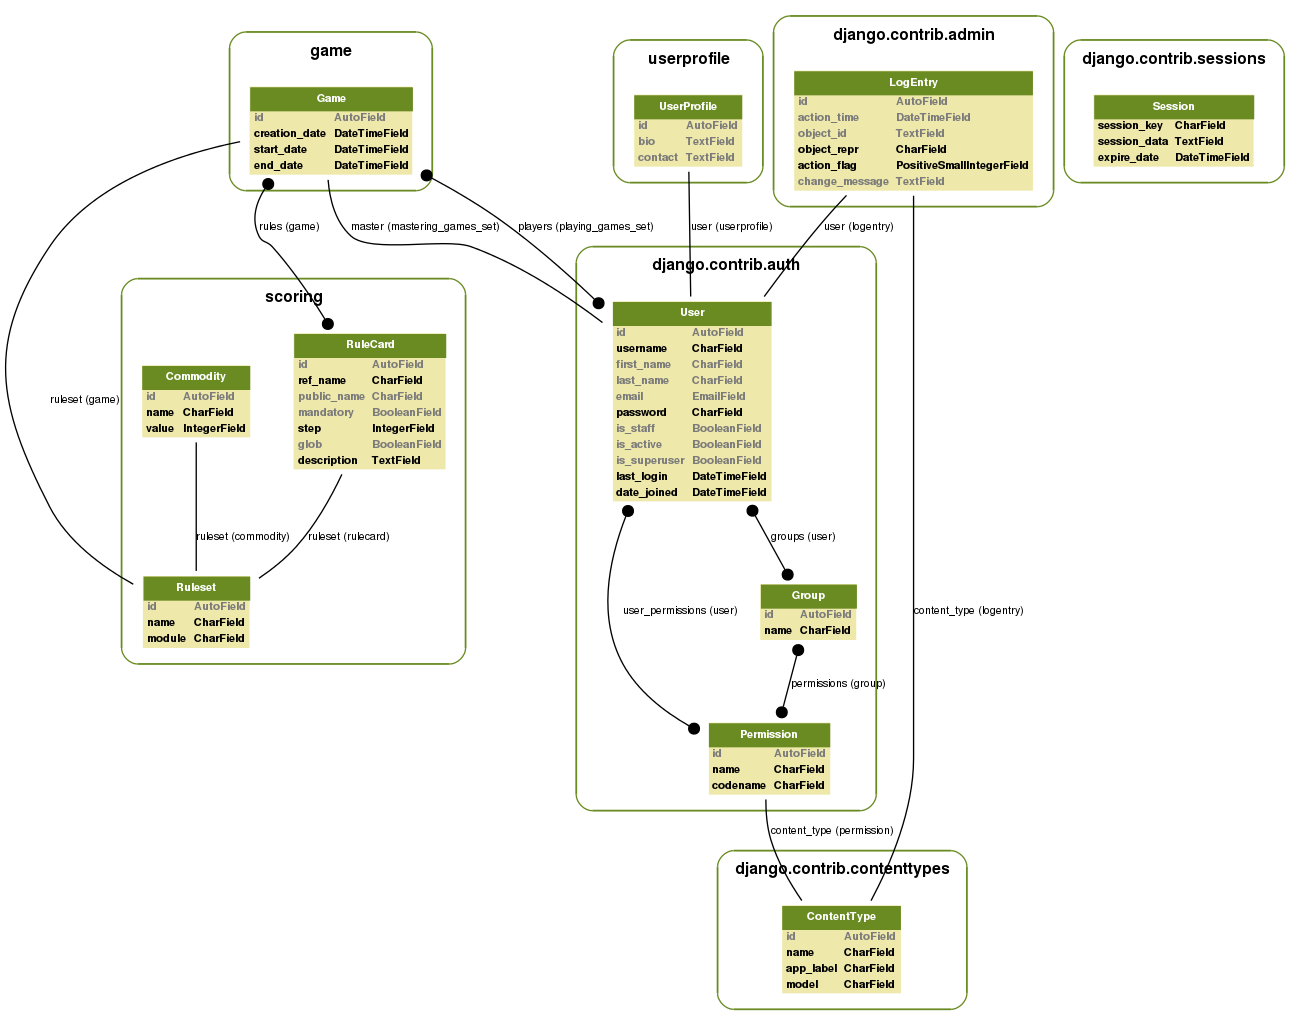 game
Game
id AutoField
creation_date DateTimeField
start_date DateTimeField
end_date DateTimeField
userprofile
UserProfile
id AutoField
bio TextField
contact TextField
django.contrib.admin
LogEntry
id AutoField
action_time DateTimeField
object_id TextField
object_repr CharField
action_flag PositiveSmallIntegerField
change_message TextField
django.contrib.sessions
Session
session_key CharField
session_data TextField
expire_date DateTimeField
rules (game)
master (mastering_games_set)
players (playing_games_set)
user (userprofile)
user (logentry)
scoring
RuleCard
id AutoField
ref_name CharField
public_name CharField
mandatory BooleanField
step IntegerField
glob BooleanField
description TextField
Commodity
id AutoField
name CharField
value IntegerField
ruleset (game)
ruleset (commodity)
ruleset (rulecard)
Ruleset
id AutoField
name CharField
module CharField
django.contrib.auth
User
id AutoField
username CharField
first_name CharField
last_name CharField
email EmailField
password CharField
is_staff BooleanField
is_active BooleanField
is_superuser BooleanField
last_login DateTimeField
date_joined DateTimeField
groups (user)
Group
id AutoField
name CharField
user_permissions (user)
content_type (logentry)
permissions (group)
Permission
id AutoField
name CharField
codename CharField
content_type (permission)
django.contrib.contenttypes
ContentType
id AutoField
name CharField
app_label CharField
model CharField